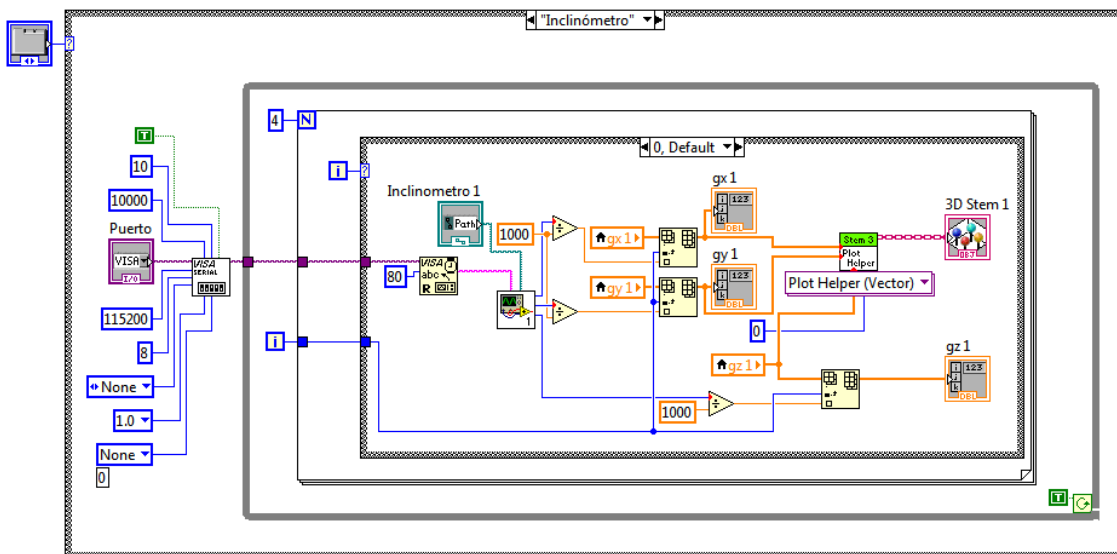 "Inclinómetro"
?
4
N
T
0, Default
10
i
?
gx 1
Inclinometro 1
i 123
j
k
DBL
3D Stem 1
10000
Path
1000
gx 1
Stem 3
Plot
Helper
OBJ
Puerto
gy 1
VISA
I/O
VISA
SERIAL
VISA
abc
R
80
gy 1
i 123
j
k
DBL
Plot Helper (Vector)
115200
1
0
8
i
gz 1
gz 1
None
i 123
j
k
DBL
1.0
1000
None
0
T